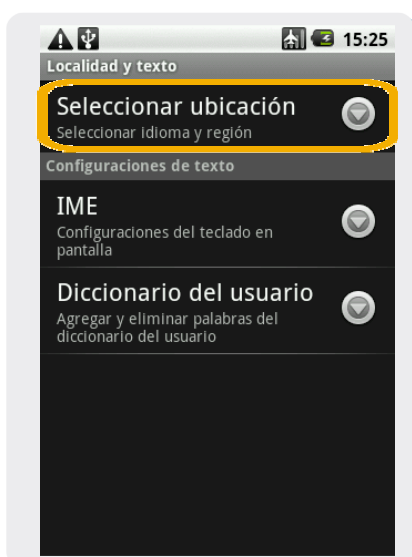 15:25
Localidad y texto
Seleccionar ubicación
Seleccionar idioma y región
Configuraciones de texto
IME
Configuraciones del teclado en
pantalla
Diccionario del usuario
Agregar y eliminar palabras del
diccionario del usuario